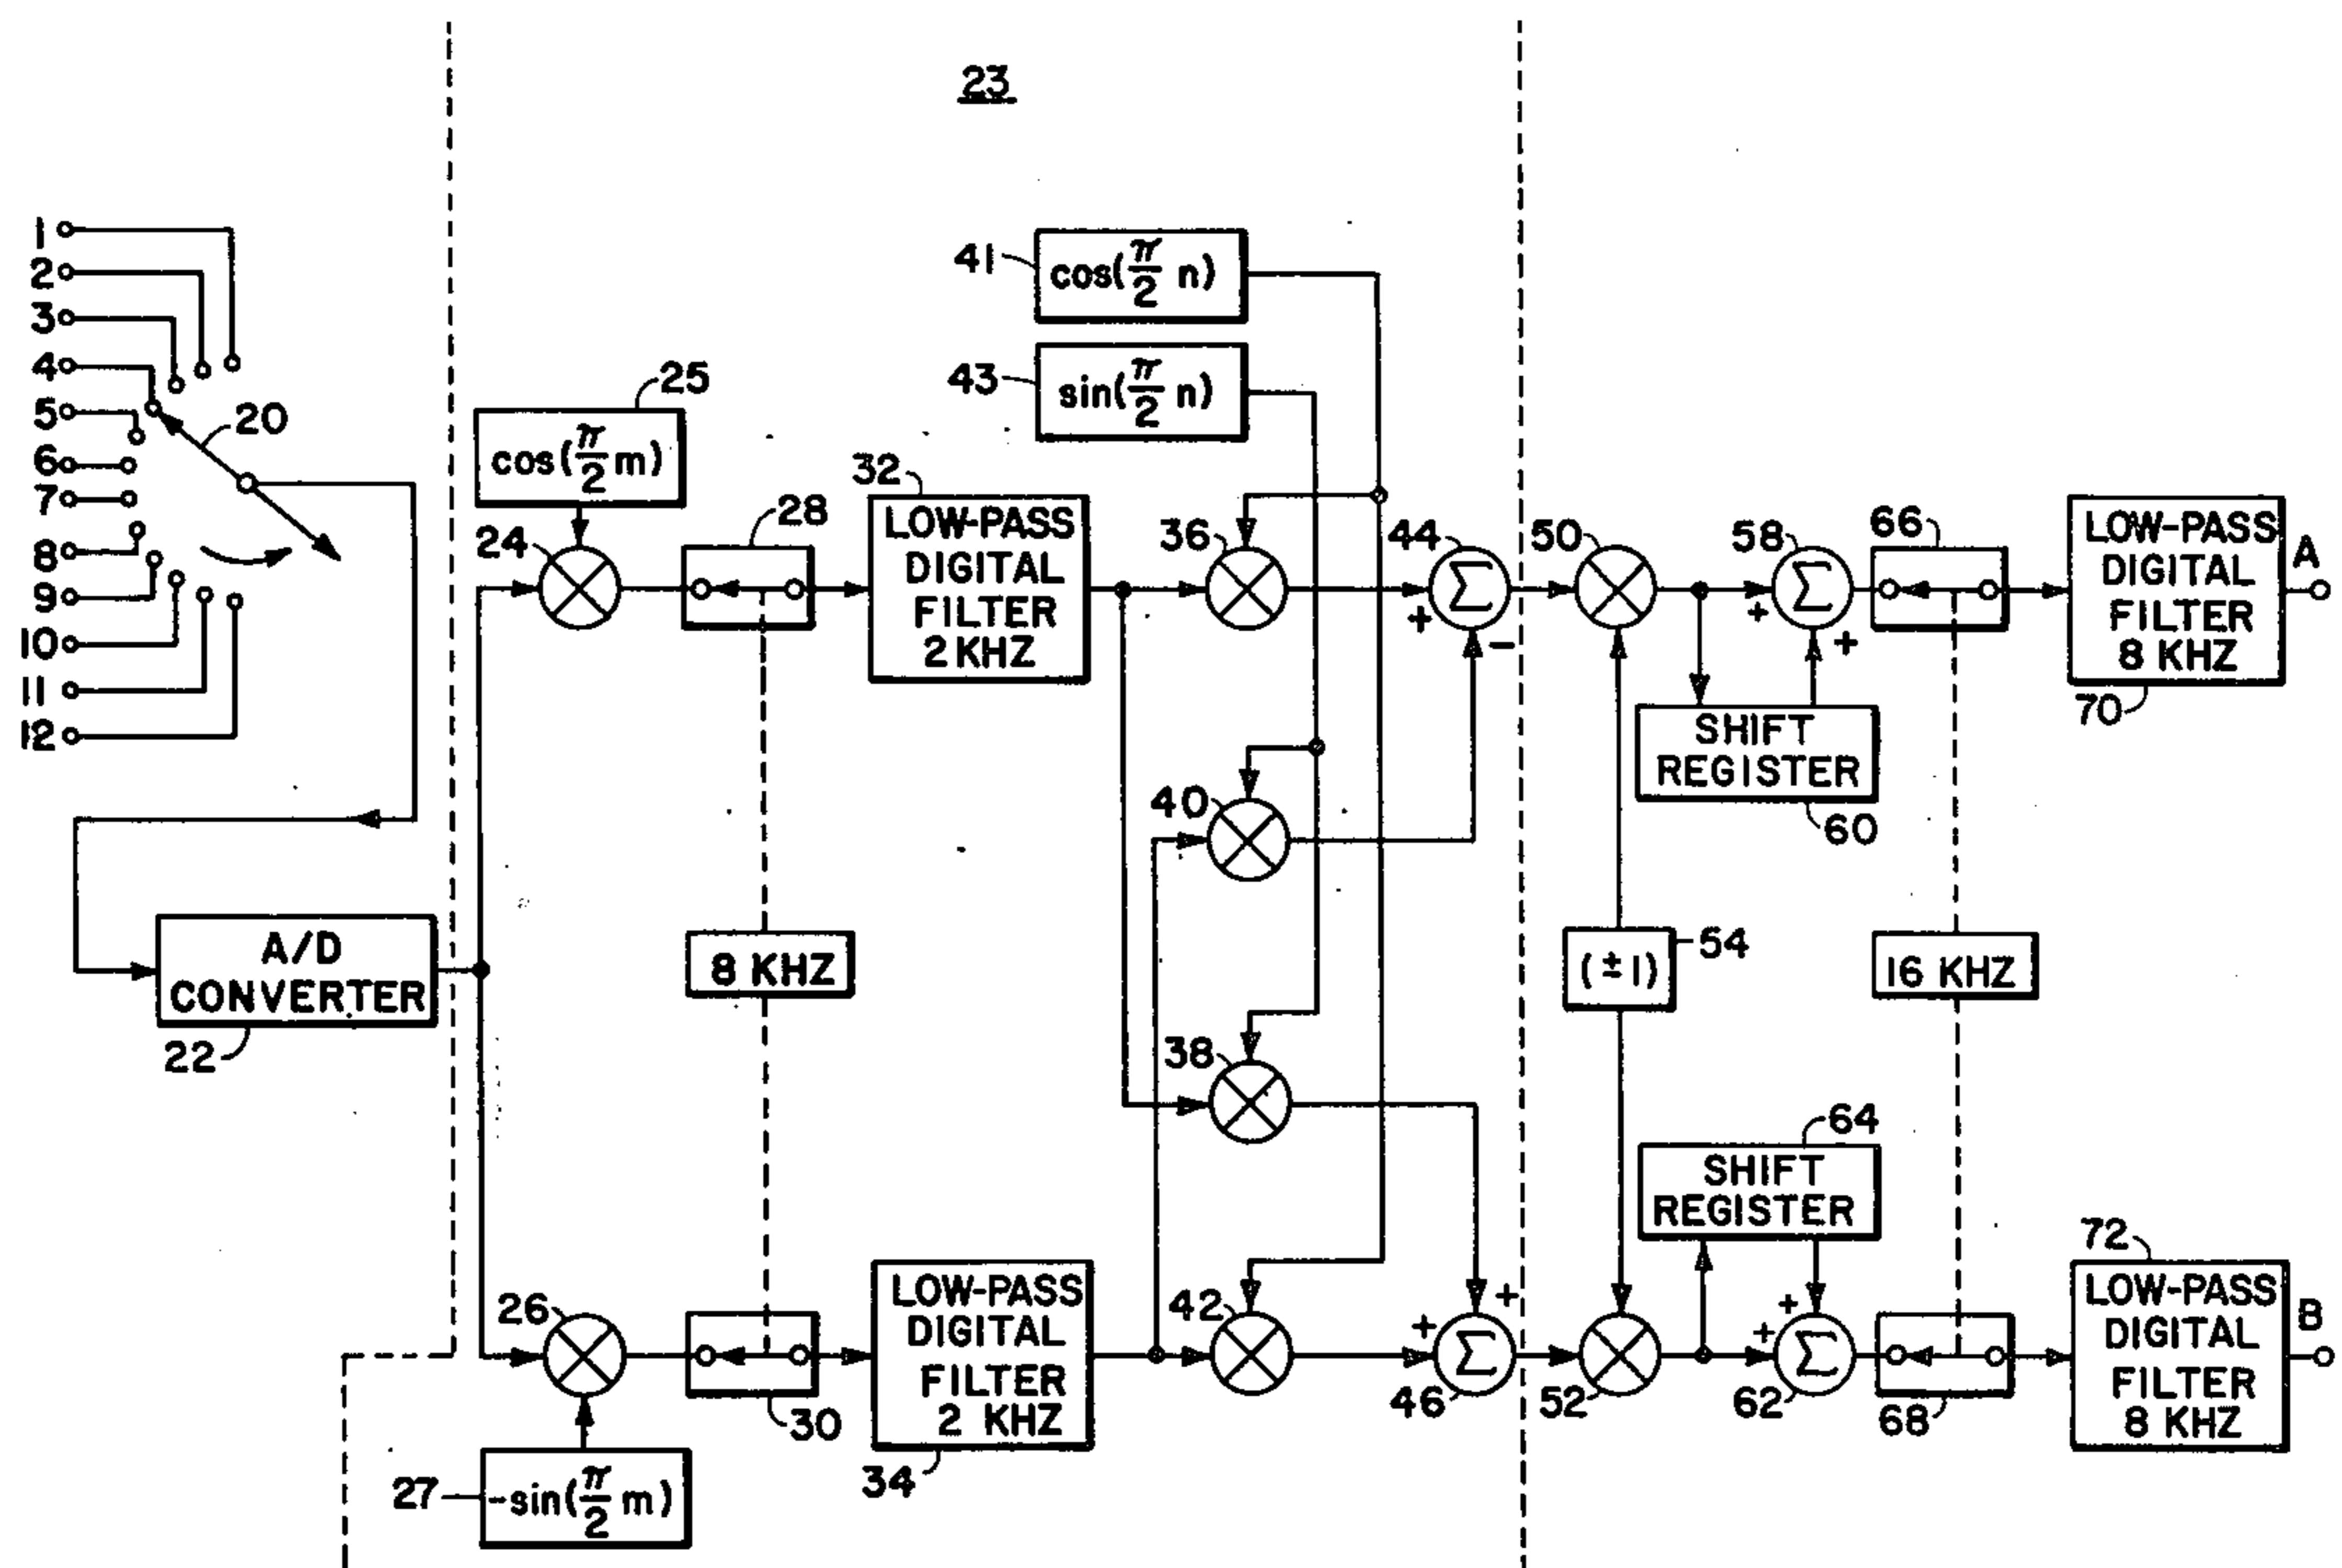 23
1
2
3
4
5
6
7
8
9
10
11
12
20
A/D
CONVERTER
22
25
cos(π/2 m)
24
28
32
LOW-PASS
DIGITAL
FILTER
2 KHZ
41
cos(π/2 n)
43
sin(π/2 n)
36
44
+
-
40
8 KHZ
38
26
27
-sin(π/2 m)
30
LOW-PASS
DIGITAL
FILTER
2 KHZ
34
42
+
+
46
50
58
+
+
SHIFT
REGISTER
60
66
LOW-PASS
DIGITAL
FILTER
8 KHZ
70
A
(±1)
54
16 KHZ
64
SHIFT
REGISTER
52
+
+
62
68
72
LOW-PASS
DIGITAL
FILTER
8 KHZ
B